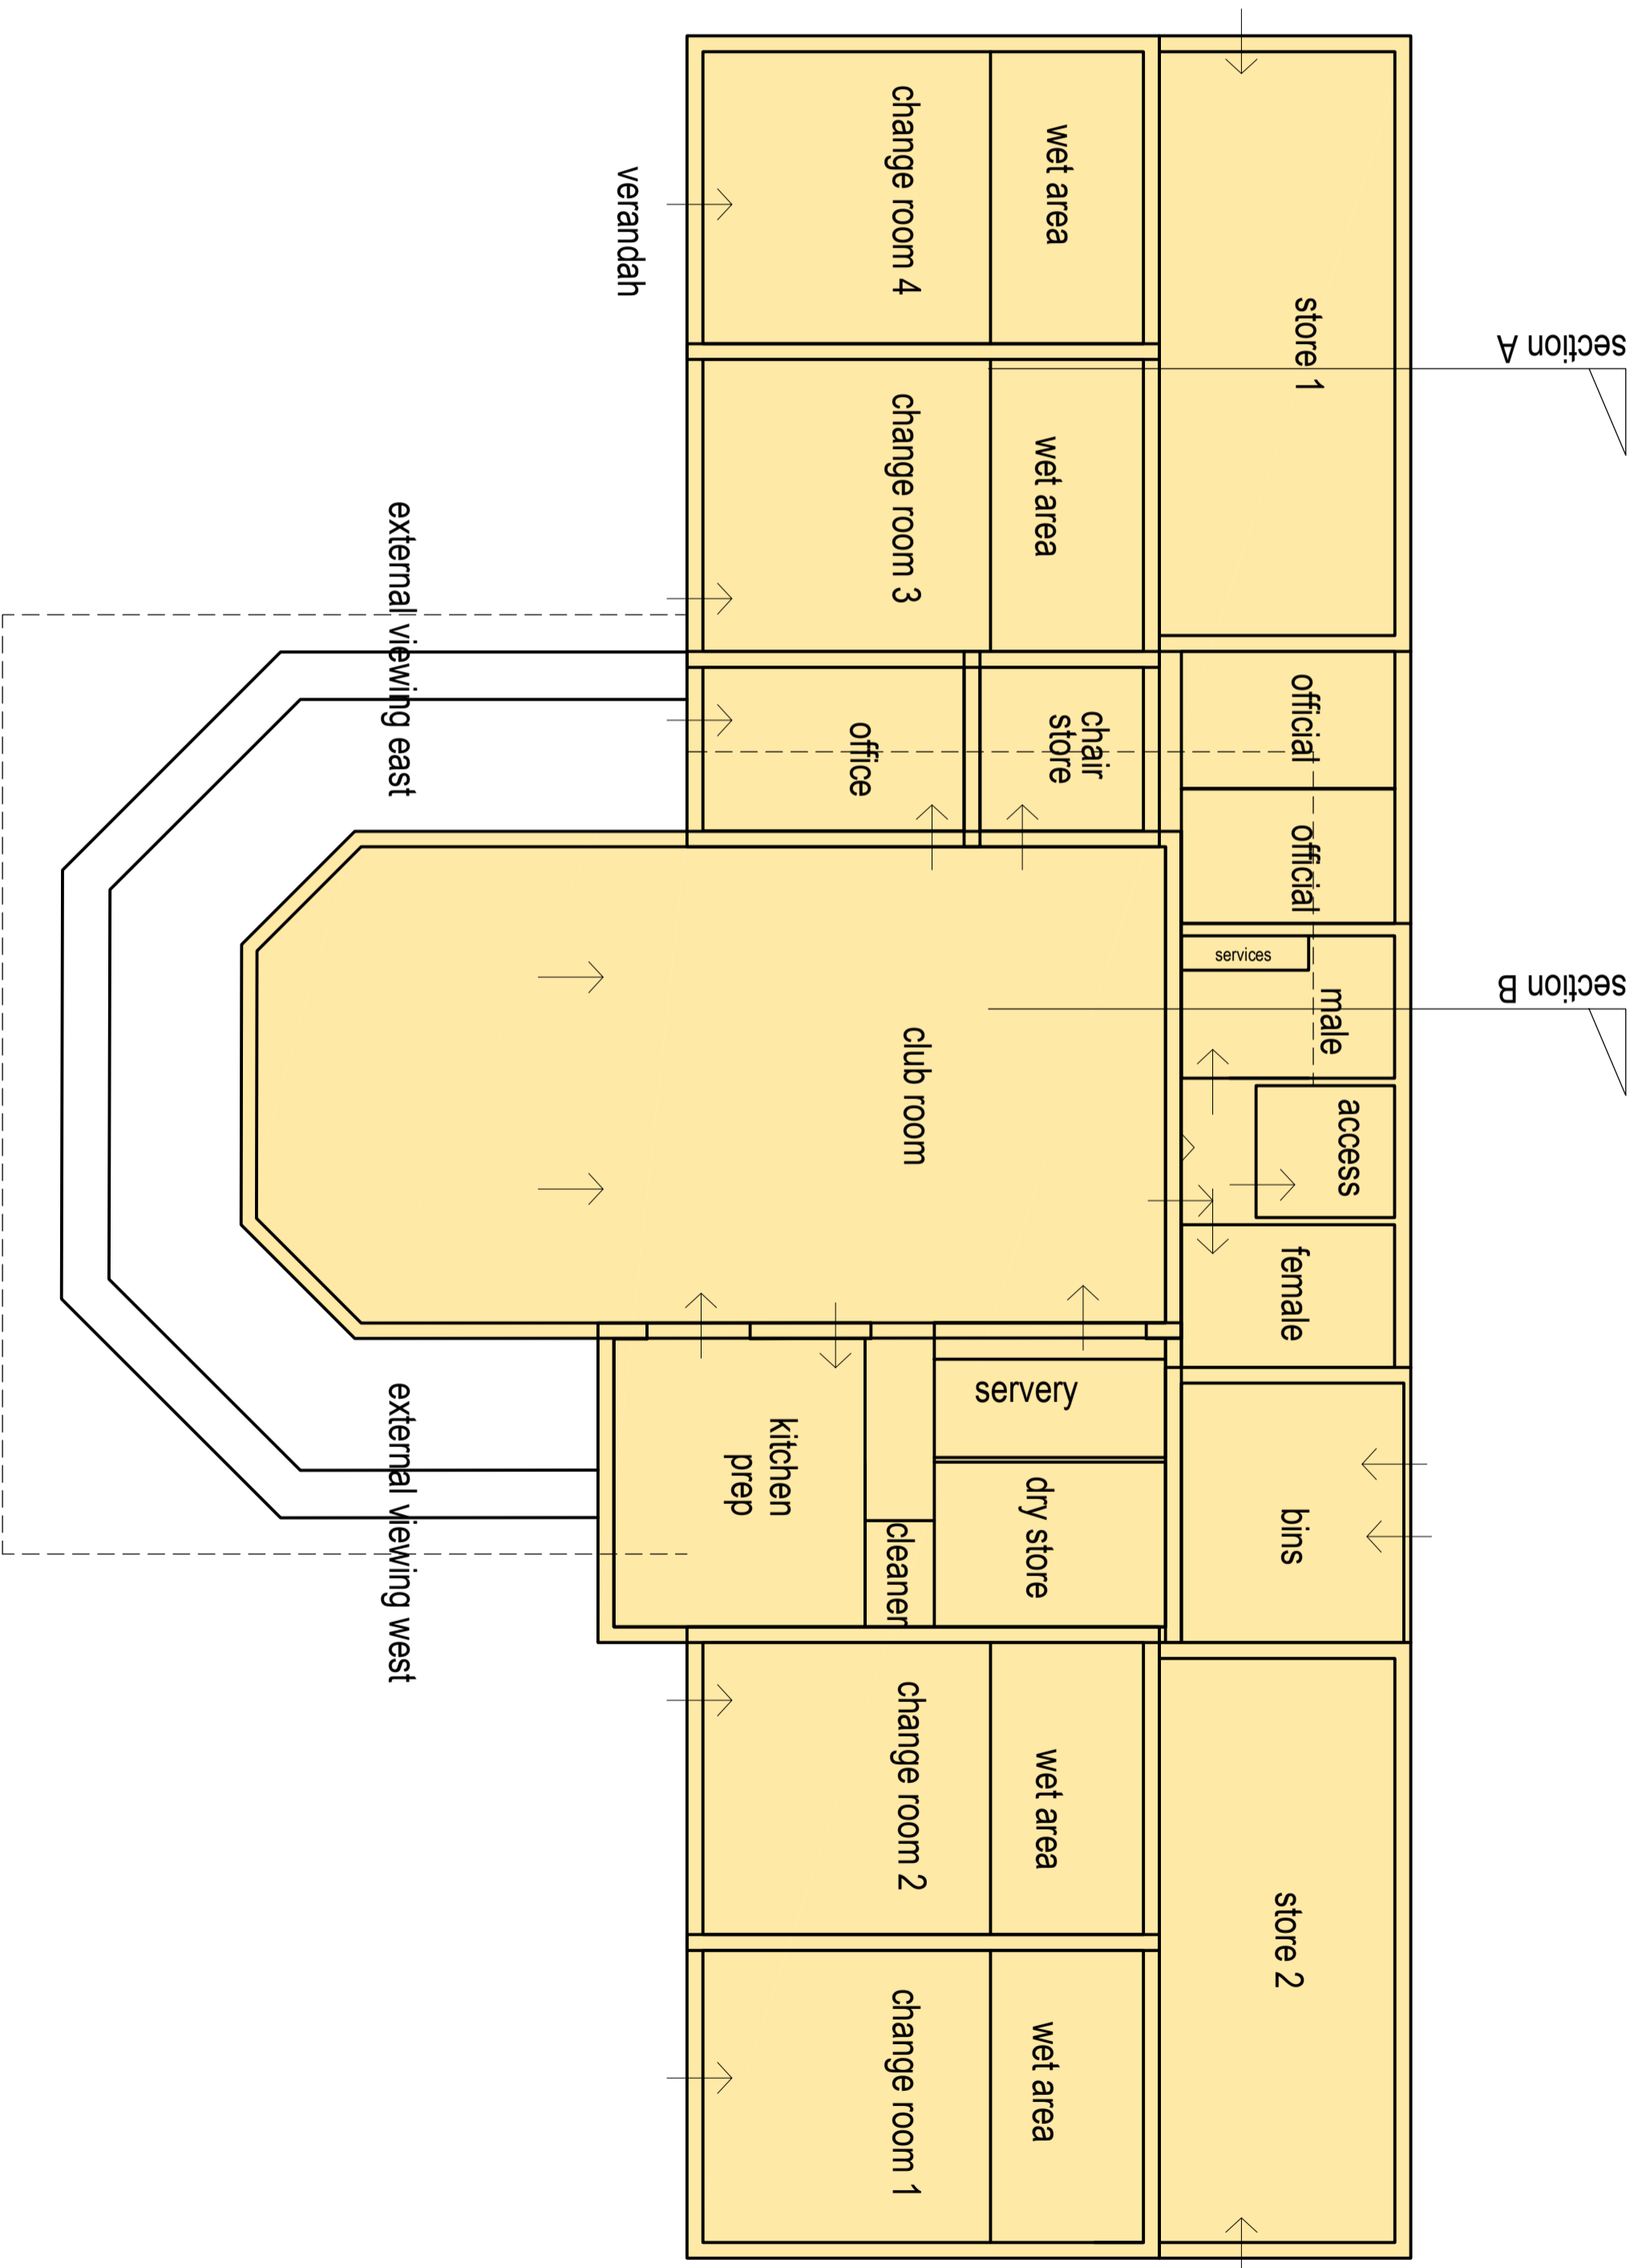 section A
section B
store 1
official
official
services
male
access
female
bins
store 2
wet area
wet area
chair
store
servery
dry store
wet area
wet area
change room 4
change room 3
office
club room
kitchen
prep
cleaner
change room 2
change room 1
verandah
external viewing east
external viewing west